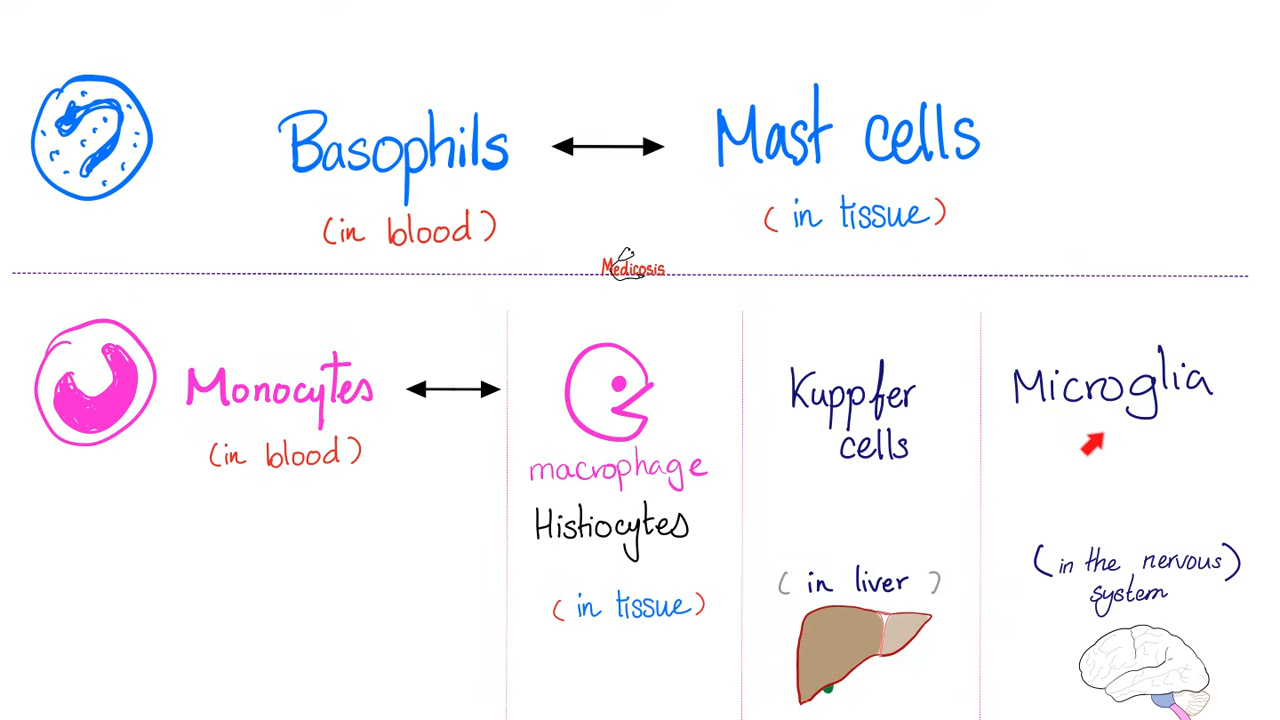 Basophils
Mast cells
(in blood)
(in tissue)
Medicosis
Monocytes
(in blood)
macrophage
Histiocytes
(in tissue)
Kuppfer
cells
(in liver)
Microglia
(in the nervous)
system